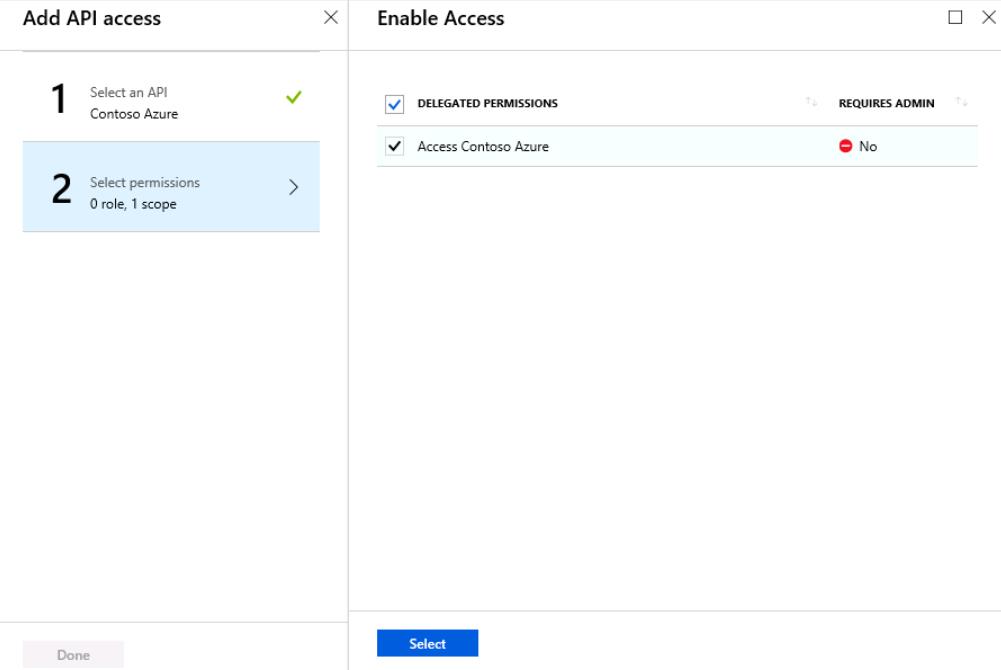 Add API access
1
Select an API
Contoso Azure
2
Select permissions
0 role, 1 scope
Done
Enable Access
DELEGATED PERMISSIONS REQUIRES ADMIN
Access Contoso Azure No
Select